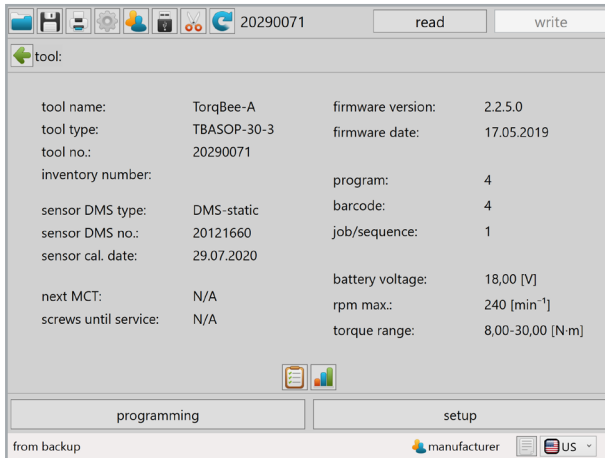 20290071 read write
tool:
tool name: TorqBee-A
tool type: TBASOP-30-3
tool no.: 20290071
inventory number:
sensor DMS type: DMS-static
sensor DMS no.: 20121660
sensor cal. date: 29.07.2020
next MCT: N/A
screws until service: N/A
firmware version: 2.2.5.0
firmware date: 17.05.2019
program: 4
barcode: 4
job/sequence: 1
battery voltage: 18,00 [V]
rpm max.: 240 [min⁻¹]
torque range: 8,00-30,00 [N·m]
programming setup
from backup manufacturer US